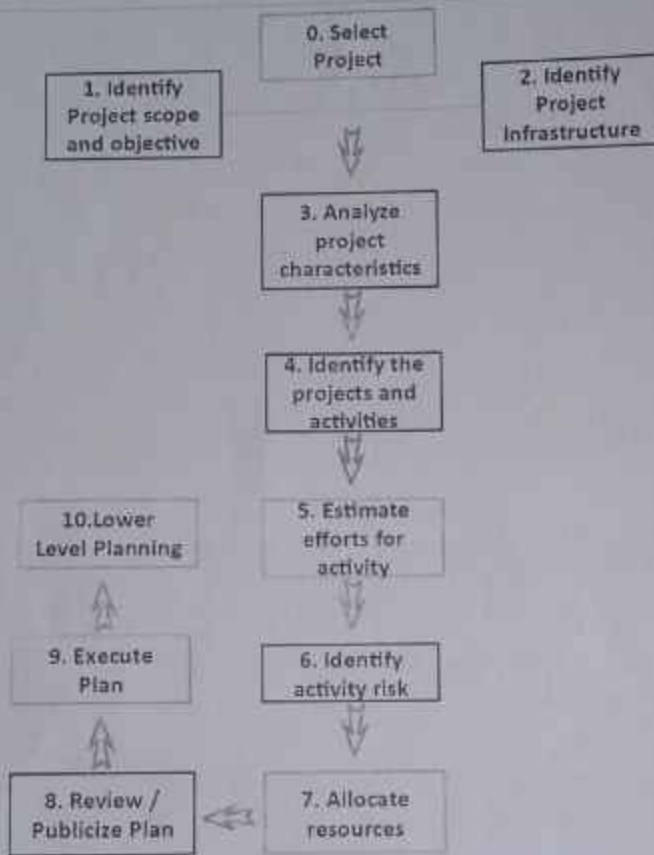 0. Select
Project
1. Identify
Project scope
and objective
2. Identify
Project
Infrastructure
3. Analyze
project
characteristics
4. Identify the
projects and
activities
5. Estimate
efforts for
activity
6. Identify
activity risk
7. Allocate
resources
8. Review /
Publicize Plan
9. Execute
Plan
10.Lower
Level Planning